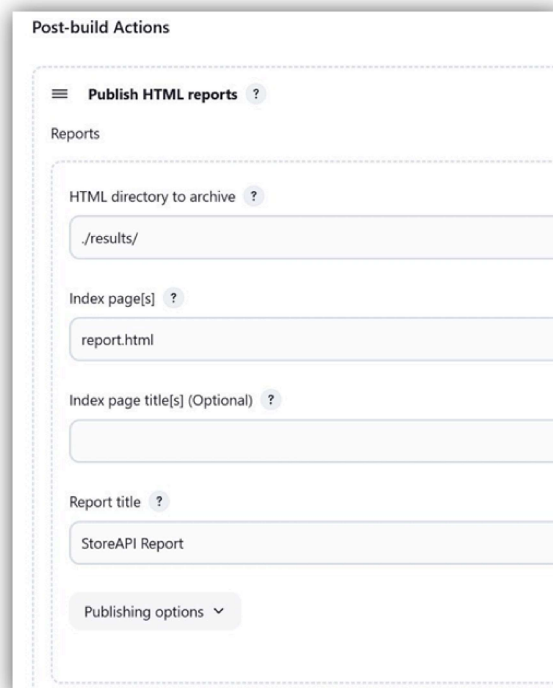 Post-build Actions
Publish HTML reports ?
Reports
HTML directory to archive ?
./results/
Index page[s] ?
report.html
Index page title[s] (Optional) ?
Report title ?
StoreAPI Report
Publishing options